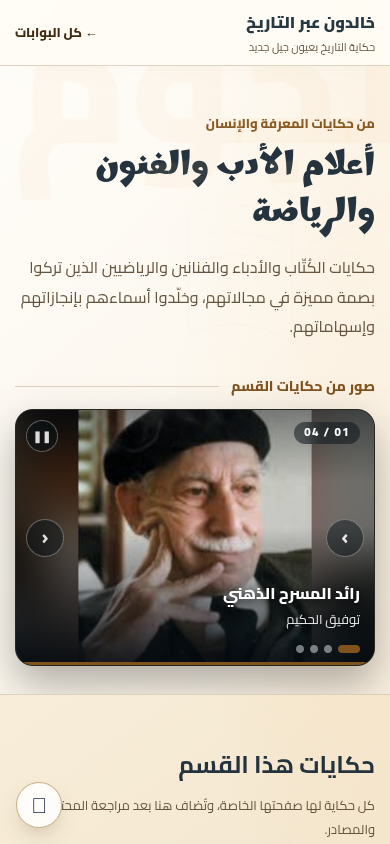 خالدون عبر التاريخ
حكاية التاريخ بعيون جيل جديد
← كل البوابات
من حكايات المعرفة والإنسان
أعلام الأدب والفنون
والرياضة
حكايات الكُتّاب والأدباء والفنانين والرياضيين الذين تركوا
بصمة مميزة في مجالاتهم، وخلّدوا أسماءهم بإنجازاتهم
وإسهاماتهم.
صور من حكايات القسم
04 / 01
رائد المسرح الذهني
توفيق الحكيم
حكايات هذا القسم
كل حكاية لها صفحتها الخاصة، وتُضاف هنا بعد مراجعة
والمصادر.